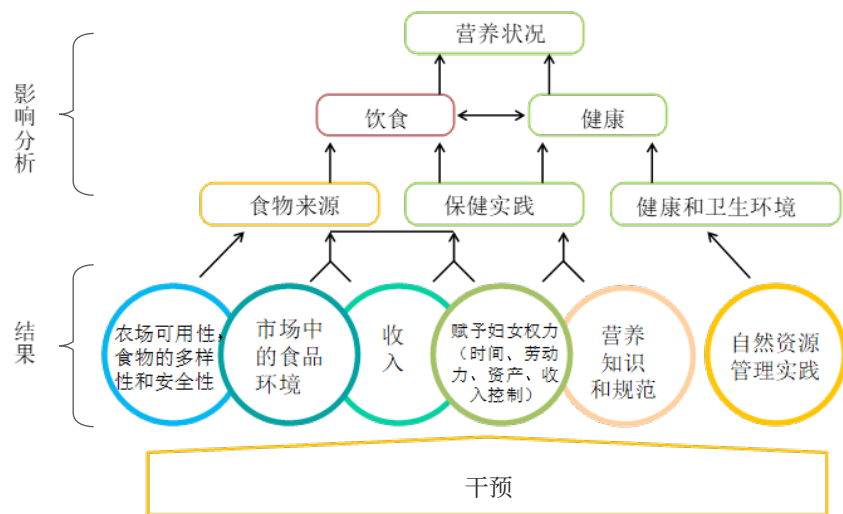 营养状况
影响分析
饮食
健康
食物来源
保健实践
健康和卫生环境
结果
农场可用性，
食物的多样
性和安全性
市场中
的食品
环境
收
入
赋予妇女权力
（时间、劳动
力、资产、收
入控制）
营养
知识
和规范
自然资源
管理实践
干预